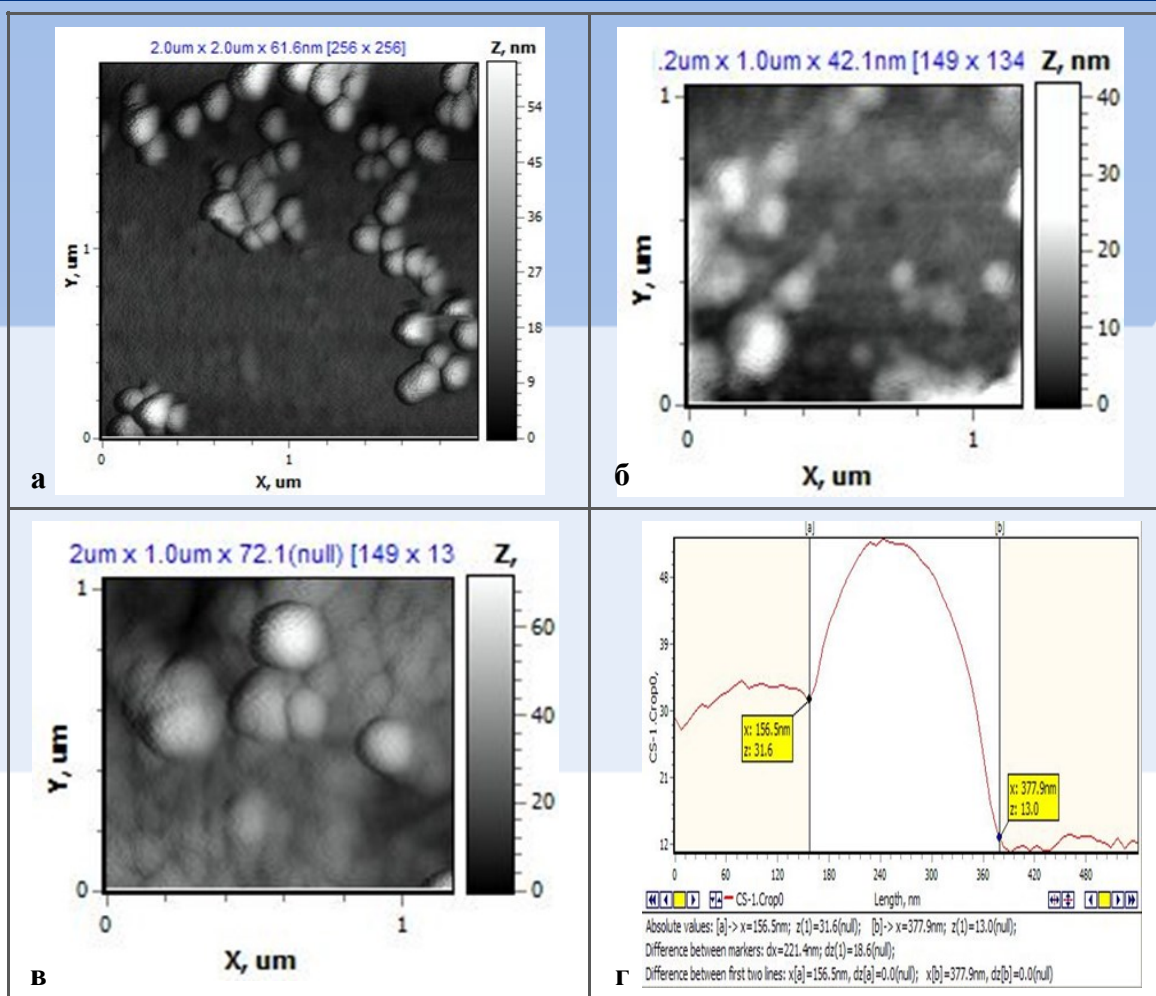 2.0um x 2.0um x 61.6nm [256 x 256]
Z, nm
54
45
36
27
18
9
0
Y, um
1
0
0
1
X, um
а
.2um x 1.0um x 42.1nm [149 x 134
Z, nm
40
30
20
10
0
Y, um
1
0
0
1
X, um
б
2um x 1.0um x 72.1(null) [149 x 13
Z,
60
40
20
0
Y, um
1
0
0
1
X, um
в
[a]
[b]
CS-1.Crop0,
48
39
30
21
12
x: 156.5nm
z: 31.6
x: 377.9nm
z: 13.0
0 60 120 180 240 300 360 420 480
CS-1.Crop0
Length, nm
Absolute values: [a]-> x=156.5nm; z(1)=31.6(null); [b]-> x=377.9nm; z(1)=13.0(null);
Difference between markers: dx=221.4nm; dz(1)=18.6(null);
Difference between first two lines: x[a]=156.5nm, dz[a]=0.0(null); x[b]=377.9nm, dz[b]=0.0(null)
г